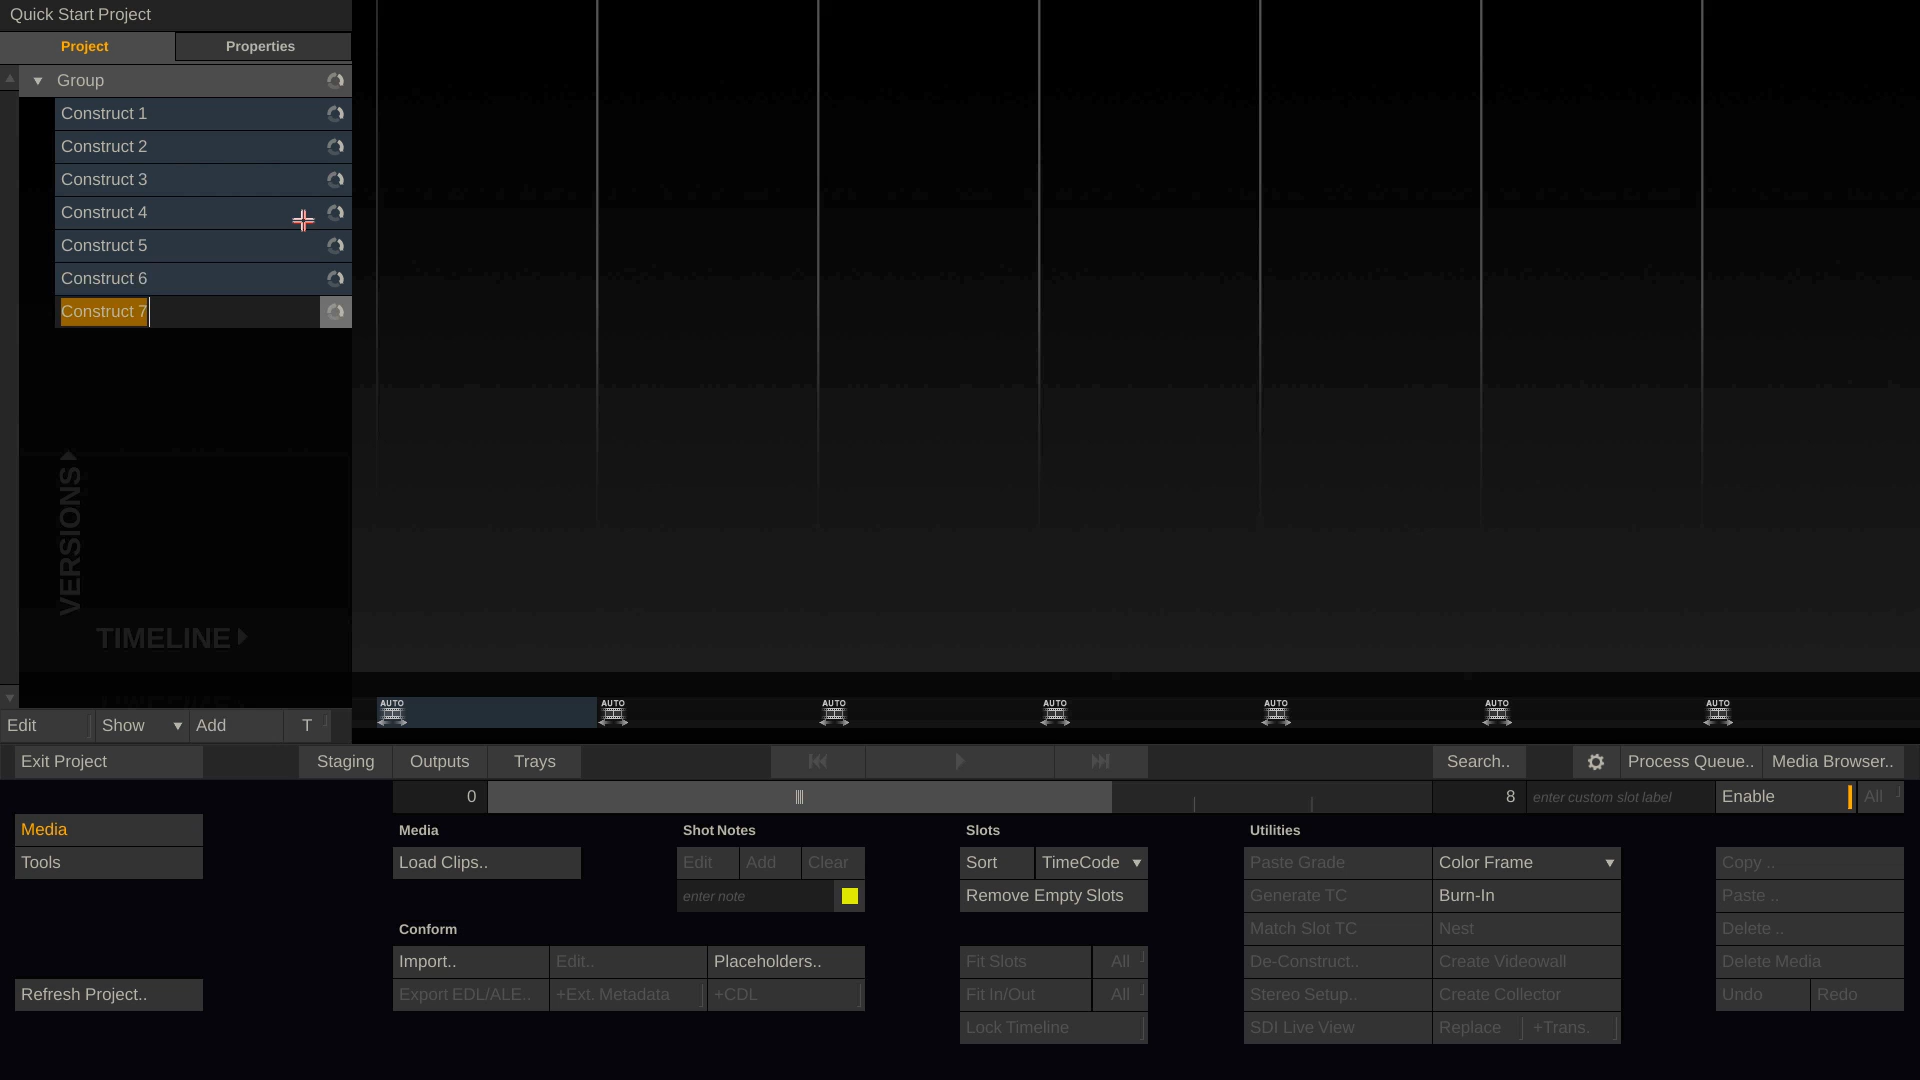 Quick Start Project
Project Properties
Group
Construct 1
Construct 2
Construct 3
Construct 4
Construct 5
Construct 6
Construct 7
VERSIONS
TIMELINE
AUTO AUTO AUTO AUTO AUTO AUTO AUTO
Edit Show Add T
Exit Project Staging Outputs Trays Search.. Process Queue.. Media Browser..
0 8 enter custom slot label Enable All
Media Media Shot Notes Slots Utilities
Tools Load Clips.. Edit Add Clear Sort TimeCode Paste Grade Color Frame Copy ..
enter note Remove Empty Slots Generate TC Burn-In Paste ..
Conform Match Slot TC Nest Delete ..
Import.. Edit.. Placeholders.. Fit Slots All De-Construct.. Create Videowall Delete Media
Refresh Project.. Export EDL/ALE.. +Ext. Metadata +CDL Fit In/Out All Stereo Setup.. Create Collector Undo Redo
Lock Timeline SDI Live View Replace +Trans.